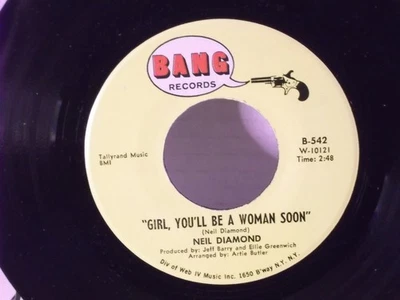 BANG
RECORDS
B-542
W-10121
Time: 2:48
Tallyrand Music
BMI
"GIRL, YOU'LL BE A WOMAN SOON"
(Neil Diamond)
NEIL DIAMOND
Produced by: Jeff Barry and Ellie Greenwich
Arranged by: Artie Butler
Div of Web IV Music Inc. 1650 B'way N.Y. N.Y.